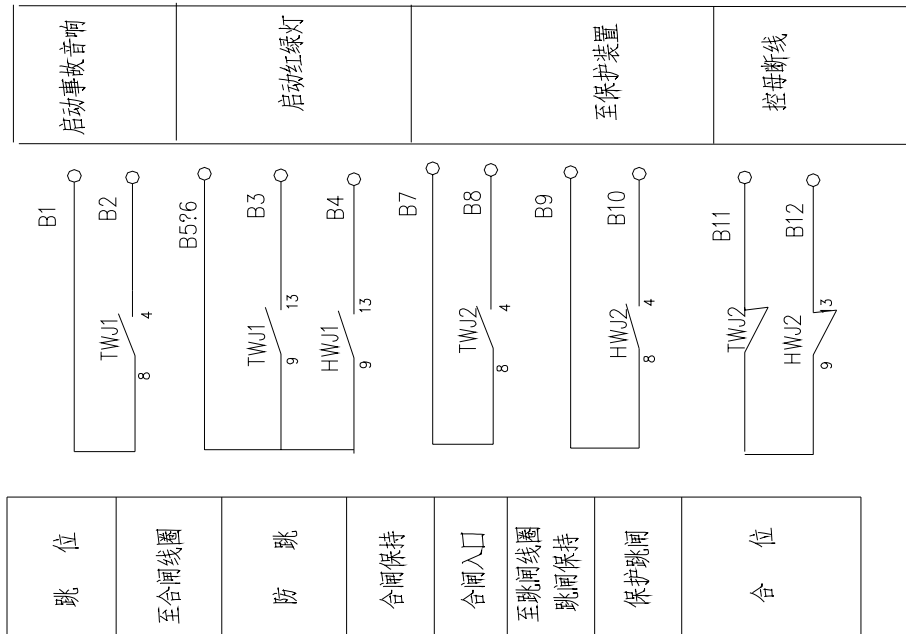 启动事故音响
启动红绿灯
至保护装置
控母断线
B1
B2
B5?6
B3
B4
B7
B8
B9
B10
B11
B12
TWJ1
4
8
TWJ1
13
9
HWJ1
13
9
TWJ2
4
8
HWJ2
4
8
TWJ2
HWJ2
13
9
跳 位
至合闸线圈
防 跳
合闸保持
合闸入口
至跳闸线圈
跳闸保持
保护跳闸
合 位